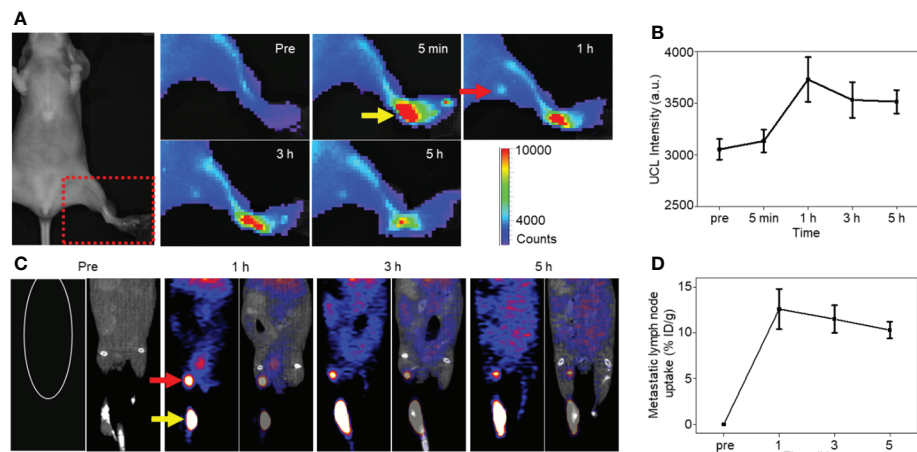 A
Pre
5 min
1 h
3 h
5 h
10000
4000
Counts
B
4000
3500
3000
2500
UCL Intensity (a.u.)
pre
5 min
1 h
3 h
5 h
Time
C
Pre
1 h
3 h
5 h
D
15
10
5
0
Metastatic lymph node
uptake (% ID/g)
pre
1
3
5